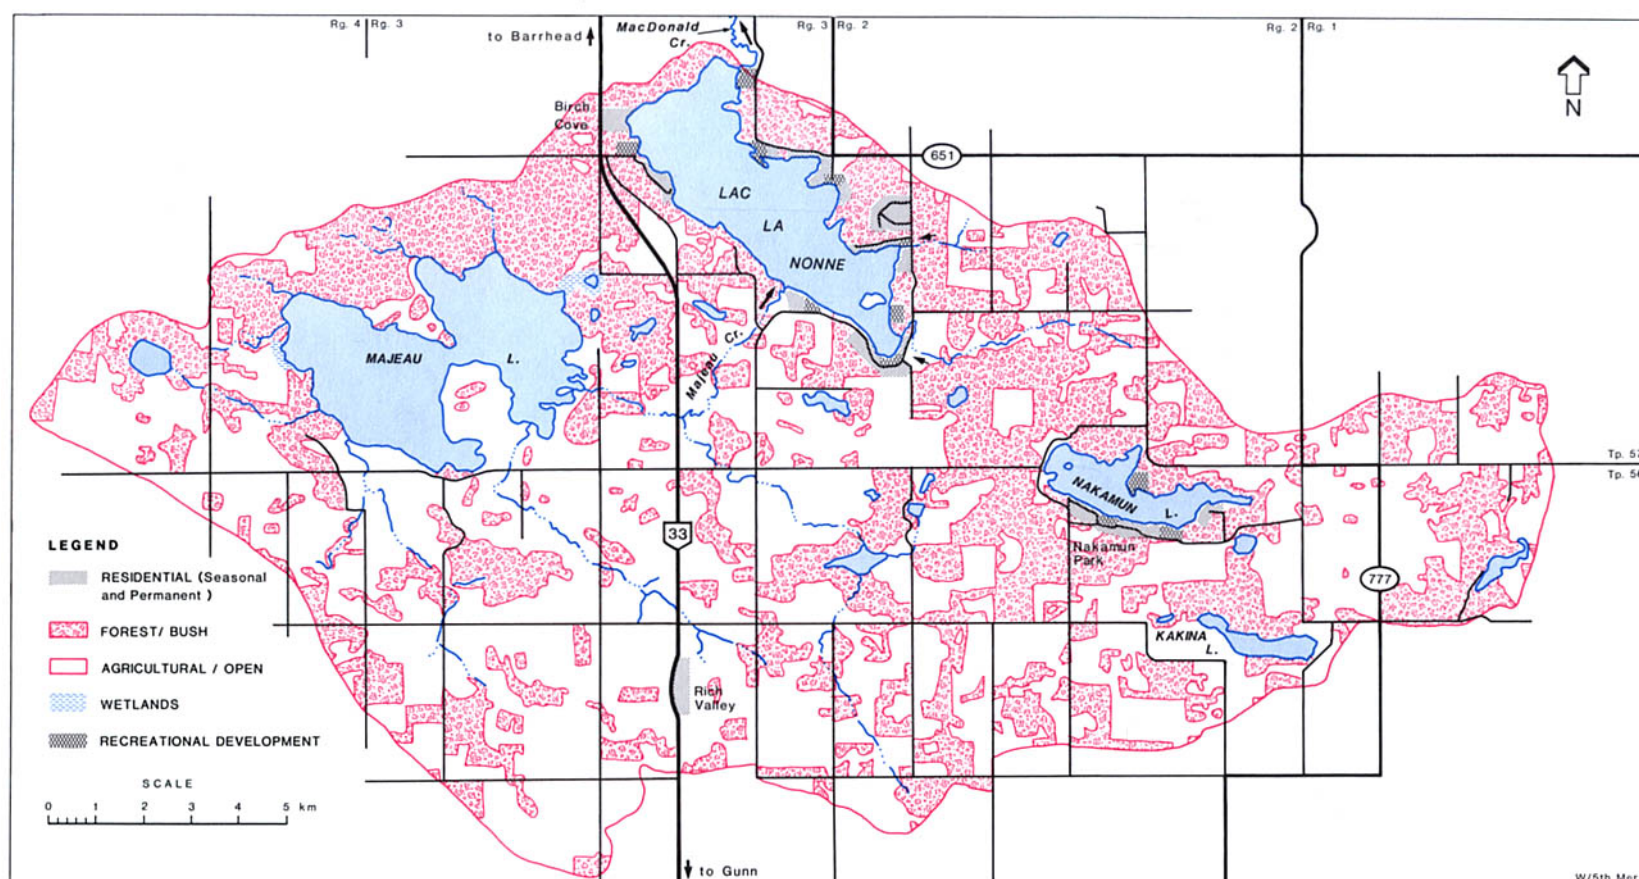 Rg. 4 Rg. 3
to Barrhead
MacDonald
Cr.
Rg. 3 Rg. 2
Rg. 2 Rg. 1
N
Birch
Cove
651
LAC
LA
NONNE
MAJEAU L.
Majeau Cr.
Tp. 57
Tp. 56
NAKAMUN L.
Nakamun
Park
33
777
KAKINA
L.
Rich
Valley
LEGEND
RESIDENTIAL (Seasonal
and Permanent)
FOREST/ BUSH
AGRICULTURAL / OPEN
WETLANDS
RECREATIONAL DEVELOPMENT
SCALE
0 1 2 3 4 5 km
to Gunn
W/5th Mer